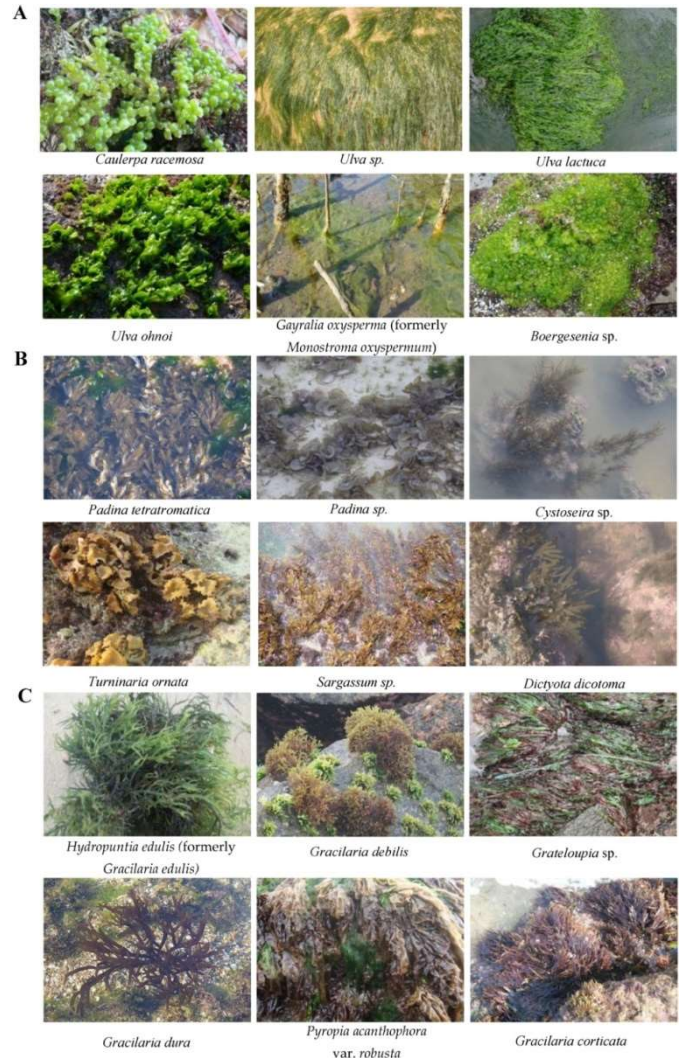 A
Caulerpa racemosa
Ulva sp.
Ulva lactuca
Ulva ohnoi
Gayralia oxysperma (formerly
Monostroma oxyspermum)
Boergesenia sp.
B
Padina tetratromatica
Padina sp.
Cystoseira sp.
Turninaria ornata
Sargassum sp.
Dictyota dicotoma
C
Hydropuntia edulis (formerly
Gracilaria edulis)
Gracilaria debilis
Grateloupia sp.
Gracilaria dura
Pyropia acanthophora
var. robusta
Gracilaria corticata